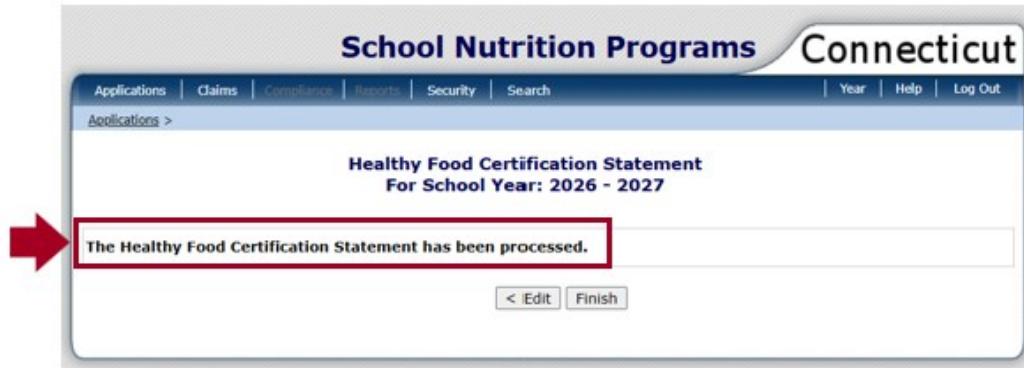 School Nutrition Programs Connecticut
Applications Claims Compliance Reports Security Search Year Help Log Out
Applications >
Healthy Food Certification Statement
For School Year: 2026 - 2027
The Healthy Food Certification Statement has been processed.
< Edit Finish